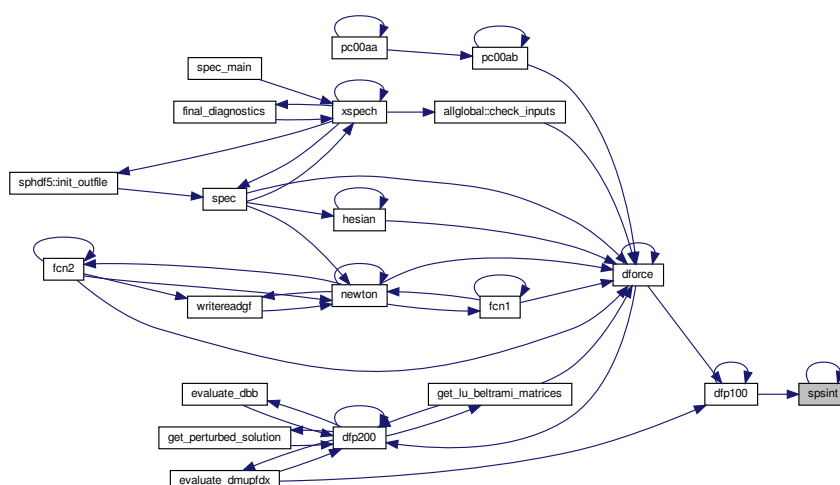 pc00aa
pc00ab
spec_main
final_diagnostics
xspech
allglobal::check_inputs
sphdf5::init_outfile
spec
hesian
fcn2
dforce
newton
writereadgf
fcn1
evaluate_dbb
get_lu_beltrami_matrices
dfp100
spsint
get_perturbed_solution
dfp200
evaluate_dmupfdx